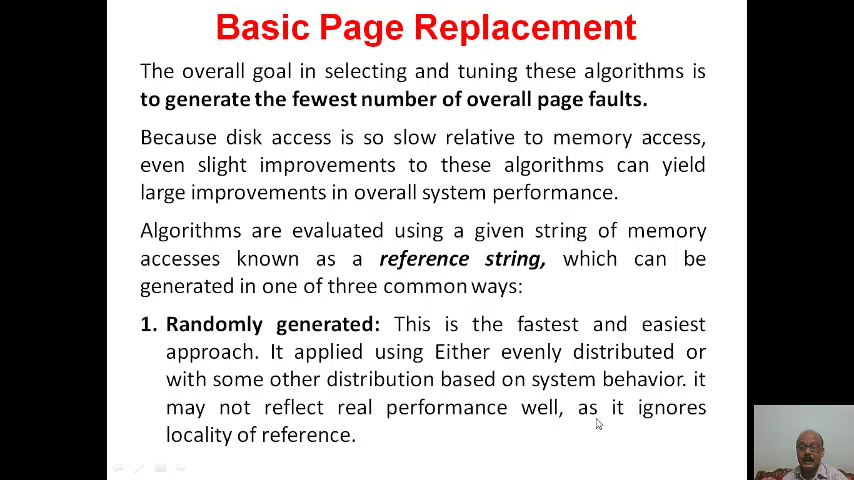 Basic Page Replacement
The overall goal in selecting and tuning these algorithms is
to generate the fewest number of overall page faults.
Because disk access is so slow relative to memory access,
even slight improvements to these algorithms can yield
large improvements in overall system performance.
Algorithms are evaluated using a given string of memory
accesses known as a reference string, which can be
generated in one of three common ways:
1. Randomly generated: This is the fastest and easiest
approach. It applied using Either evenly distributed or
with some other distribution based on system behavior. it
may not reflect real performance well, as it ignores
locality of reference.